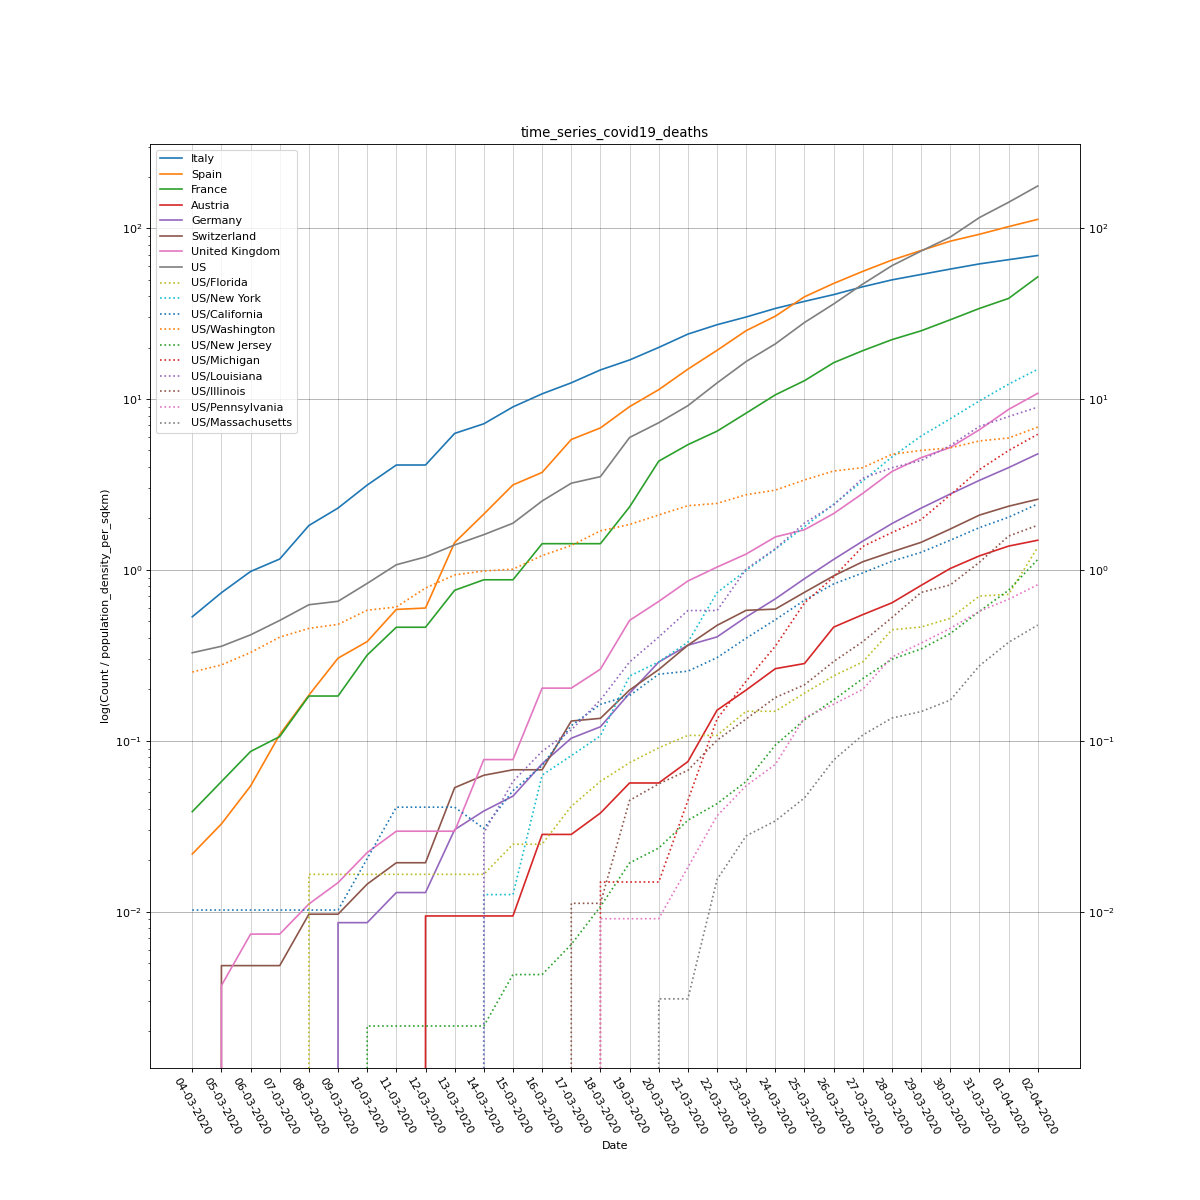 time_series_covid19_deaths
Italy
Spain
France
Austria
Germany
Switzerland
United Kingdom
US
US/Florida
US/New York
US/California
US/Washington
US/New Jersey
US/Michigan
US/Louisiana
US/Illinois
US/Pennsylvania
US/Massachusetts
10² 10²
10¹ 10¹
10⁰ 10⁰
10⁻¹ 10⁻¹
10⁻² 10⁻²
log(Count / population_density_per_sqkm)
04-03-2020
05-03-2020
06-03-2020
07-03-2020
08-03-2020
09-03-2020
10-03-2020
11-03-2020
12-03-2020
13-03-2020
14-03-2020
15-03-2020
16-03-2020
17-03-2020
18-03-2020
19-03-2020
20-03-2020
21-03-2020
22-03-2020
23-03-2020
24-03-2020
25-03-2020
26-03-2020
27-03-2020
28-03-2020
29-03-2020
30-03-2020
31-03-2020
01-04-2020
02-04-2020
Date